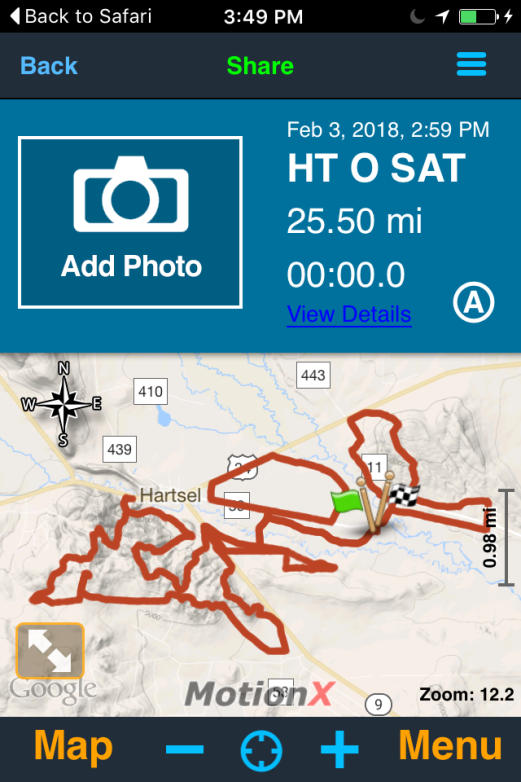 Back to Safari
3:49 PM
Back
Share
Feb 3, 2018, 2:59 PM
HT O SAT
25.50 mi
00:00.0
View Details
A
Add Photo
N
W
E
S
443
410
439
24
11
Hartsel
0.98 mi
Google
MotionX
53
9
Zoom: 12.2
Map
Menu